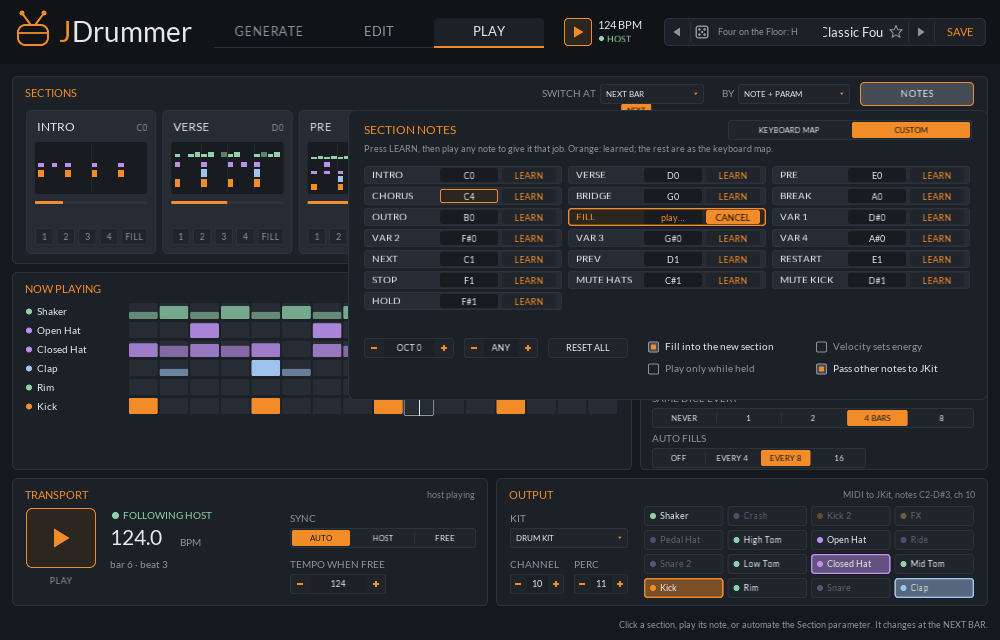 JDrummer
GENERATE EDIT PLAY
124 BPM
HOST
Four on the Floor: H
Classic Fou
SAVE
SECTIONS
SWITCH AT NEXT BAR BY NOTE + PARAM NOTES
NEXT
INTRO C0
1 2 3 4 FILL
VERSE D0
1 2 3 4 FILL
PRE
1 2
SECTION NOTES
KEYBOARD MAP CUSTOM
Press LEARN, then play any note to give it that job. Orange: learned; the rest are as the keyboard map.
INTRO C0 LEARN VERSE D0 LEARN PRE E0 LEARN
CHORUS C4 LEARN BRIDGE G0 LEARN BREAK A0 LEARN
OUTRO B0 LEARN FILL play... CANCEL VAR 1 D#0 LEARN
VAR 2 F#0 LEARN VAR 3 G#0 LEARN VAR 4 A#0 LEARN
NEXT C1 LEARN PREV D1 LEARN RESTART E1 LEARN
STOP F1 LEARN MUTE HATS C#1 LEARN MUTE KICK D#1 LEARN
HOLD F#1 LEARN
OCT 0 ANY RESET ALL
Fill into the new section Velocity sets energy
Play only while held Pass other notes to JKit
NOW PLAYING
Shaker
Open Hat
Closed Hat
Clap
Rim
Kick
SAME DICE EVERY
NEVER 1 2 4 BARS 8
AUTO FILLS
OFF EVERY 4 EVERY 8 16
TRANSPORT host playing
PLAY
FOLLOWING HOST
124.0 BPM
bar 6 · beat 3
SYNC
AUTO HOST FREE
TEMPO WHEN FREE
124
OUTPUT MIDI to JKit, notes C2-D#3, ch 10
KIT
DRUM KIT
CHANNEL PERC
10 11
Shaker Crash Kick 2 FX
Pedal Hat High Tom Open Hat Ride
Snare 2 Low Tom Closed Hat Mid Tom
Kick Rim Snare Clap
Click a section, play its note, or automate the Section parameter. It changes at the NEXT BAR.